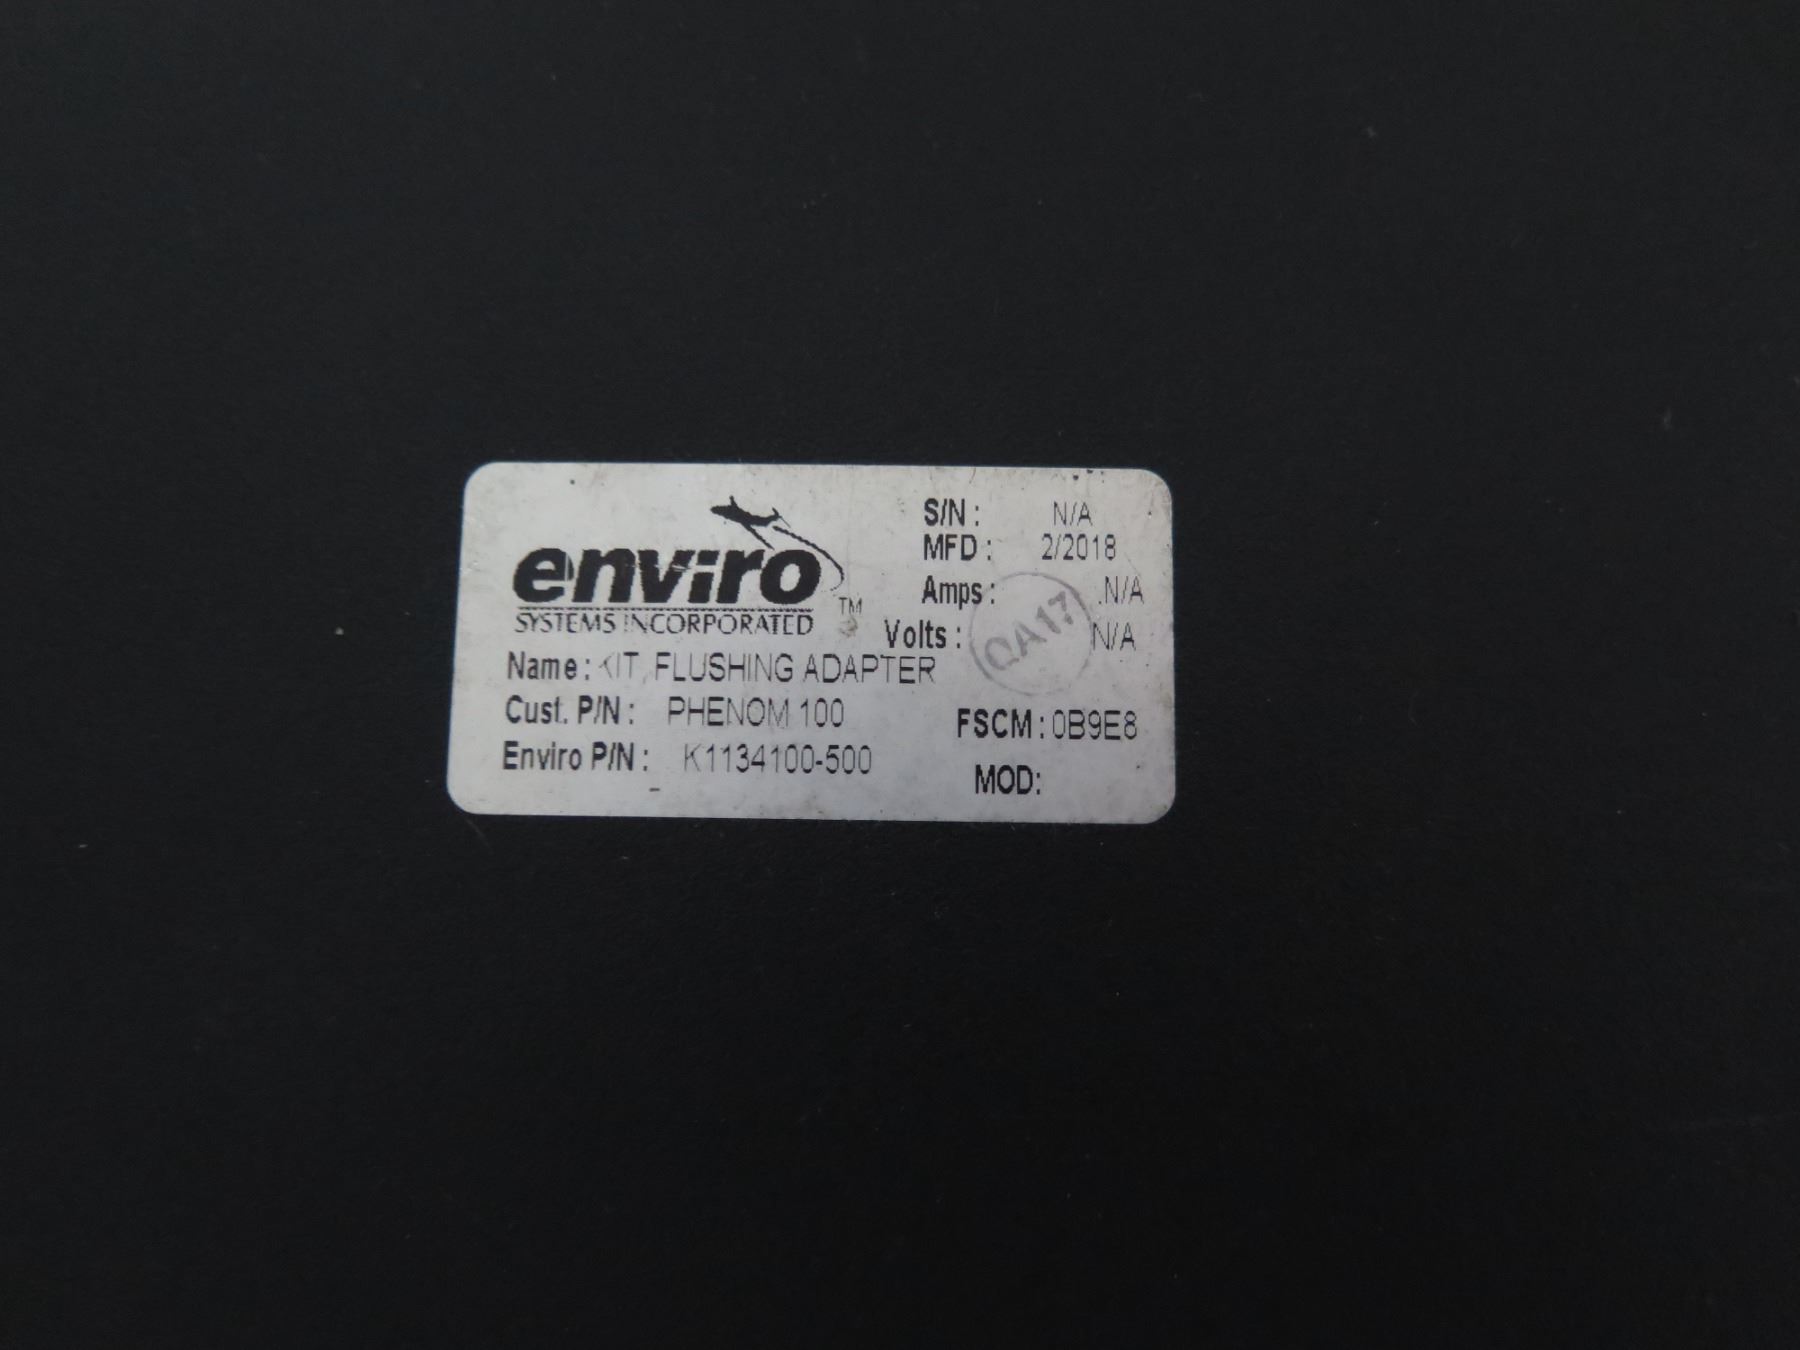 enviro
SYSTEMS INCORPORATED TM
S/N: N/A
MFD: 2/2018
Amps: N/A
Volts: N/A
QA17
Name: KIT, FLUSHING ADAPTER
Cust. P/N: PHENOM 100
FSCM: 0B9E8
Enviro P/N: K1134100-500
MOD: